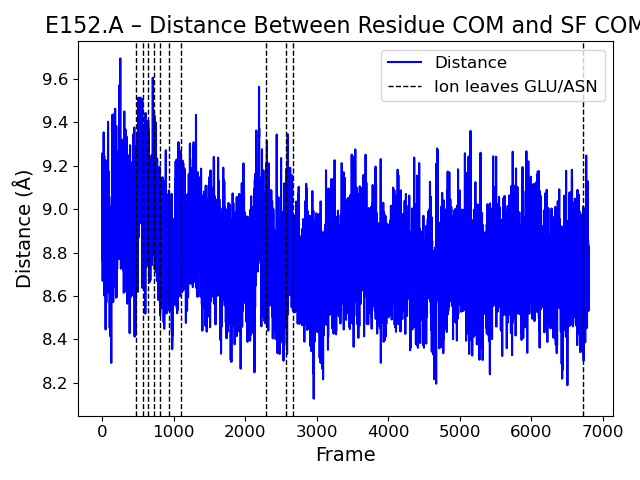 E152.A – Distance Between Residue COM and SF COM
Distance
Ion leaves GLU/ASN
Distance (Å)
9.6
9.4
9.2
9.0
8.8
8.6
8.4
8.2
0 1000 2000 3000 4000 5000 6000 7000
Frame